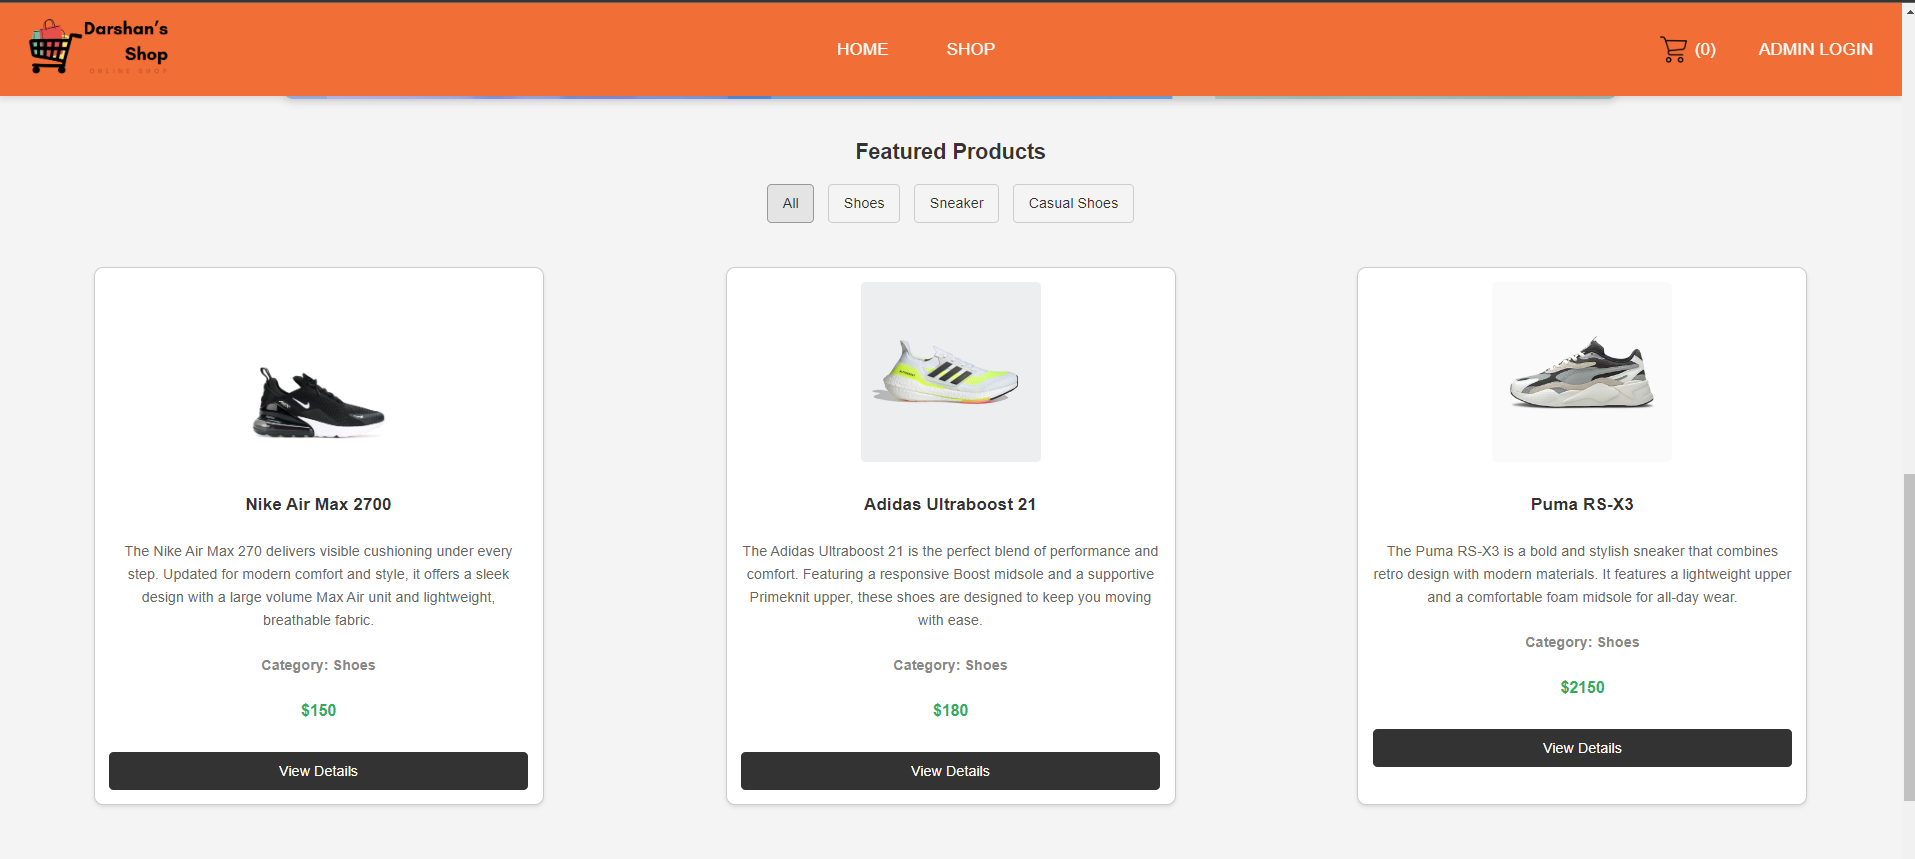 Darshan's
Shop
ONLINE SHOP
HOME
SHOP
(0)
ADMIN LOGIN
Featured Products
All
Shoes
Sneaker
Casual Shoes
Nike Air Max 2700
The Nike Air Max 270 delivers visible cushioning under every
step. Updated for modern comfort and style, it offers a sleek
design with a large volume Max Air unit and lightweight,
breathable fabric.
Category: Shoes
$150
View Details
Adidas Ultraboost 21
The Adidas Ultraboost 21 is the perfect blend of performance and
comfort. Featuring a responsive Boost midsole and a supportive
Primeknit upper, these shoes are designed to keep you moving
with ease.
Category: Shoes
$180
View Details
Puma RS-X3
The Puma RS-X3 is a bold and stylish sneaker that combines
retro design with modern materials. It features a lightweight upper
and a comfortable foam midsole for all-day wear.
Category: Shoes
$2150
View Details